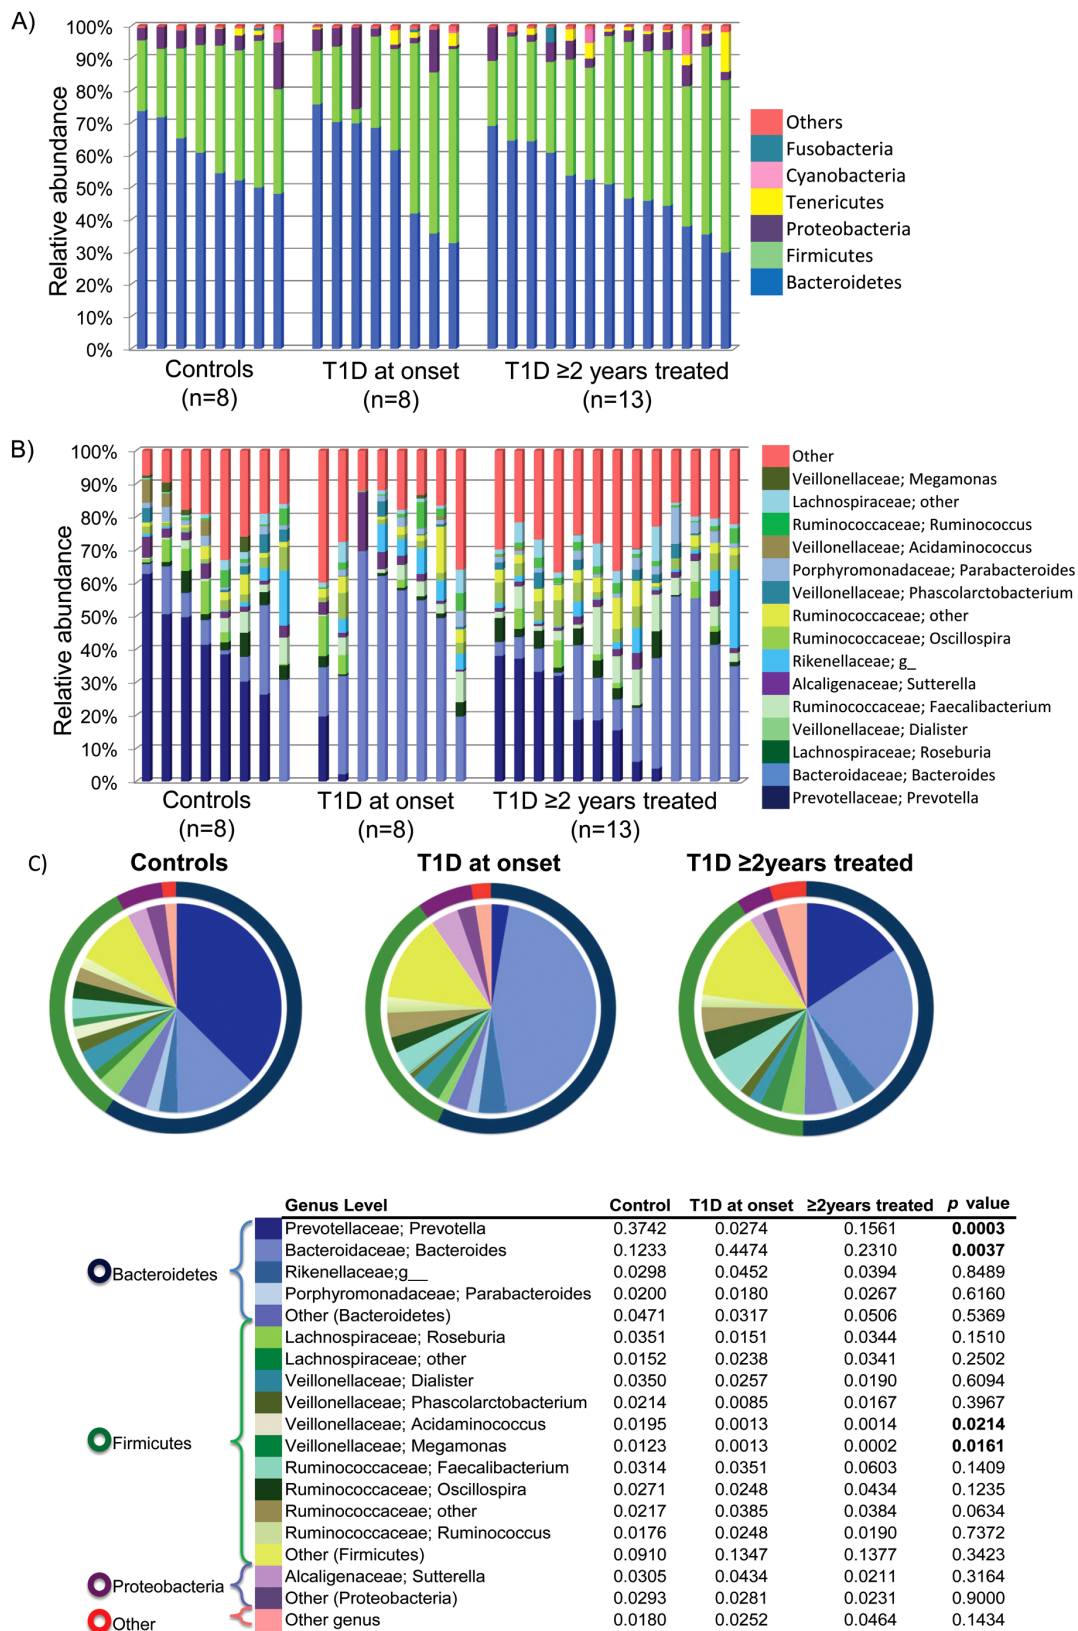 A)
100%
90%
80%
70%
60%
50%
40%
30%
20%
10%
0%
Relative abundance
Controls
(n=8)
T1D at onset
(n=8)
T1D ≥2 years treated
(n=13)
Others
Fusobacteria
Cyanobacteria
Tenericutes
Proteobacteria
Firmicutes
Bacteroidetes
B)
100%
90%
80%
70%
60%
50%
40%
30%
20%
10%
0%
Relative abundance
Controls
(n=8)
T1D at onset
(n=8)
T1D ≥2 years treated
(n=13)
Other
Veillonellaceae; Megamonas
Lachnospiraceae; other
Ruminococcaceae; Ruminococcus
Veillonellaceae; Acidaminococcus
Porphyromonadaceae; Parabacteroides
Veillonellaceae; Phascolarctobacterium
Ruminococcaceae; other
Ruminococcaceae; Oscillospira
Rikenellaceae; g_
Alcaligenaceae; Sutterella
Ruminococcaceae; Faecalibacterium
Veillonellaceae; Dialister
Lachnospiraceae; Roseburia
Bacteroidaceae; Bacteroides
Prevotellaceae; Prevotella
C)
Controls
T1D at onset
T1D ≥2years treated
Genus Level Control T1D at onset ≥2years treated p value
Prevotellaceae; Prevotella 0.3742 0.0274 0.1561 0.0003
Bacteroidaceae; Bacteroides 0.1233 0.4474 0.2310 0.0037
Rikenellaceae;g__ 0.0298 0.0452 0.0394 0.8489
Porphyromonadaceae; Parabacteroides 0.0200 0.0180 0.0267 0.6160
Other (Bacteroidetes) 0.0471 0.0317 0.0506 0.5369
Lachnospiraceae; Roseburia 0.0351 0.0151 0.0344 0.1510
Lachnospiraceae; other 0.0152 0.0238 0.0341 0.2502
Veillonellaceae; Dialister 0.0350 0.0257 0.0190 0.6094
Veillonellaceae; Phascolarctobacterium 0.0214 0.0085 0.0167 0.3967
Veillonellaceae; Acidaminococcus 0.0195 0.0013 0.0014 0.0214
Veillonellaceae; Megamonas 0.0123 0.0013 0.0002 0.0161
Ruminococcaceae; Faecalibacterium 0.0314 0.0351 0.0603 0.1409
Ruminococcaceae; Oscillospira 0.0271 0.0248 0.0434 0.1235
Ruminococcaceae; other 0.0217 0.0385 0.0384 0.0634
Ruminococcaceae; Ruminococcus 0.0176 0.0248 0.0190 0.7372
Other (Firmicutes) 0.0910 0.1347 0.1377 0.3423
Alcaligenaceae; Sutterella 0.0305 0.0434 0.0211 0.3164
Other (Proteobacteria) 0.0293 0.0281 0.0231 0.9000
Other genus 0.0180 0.0252 0.0464 0.1434
Bacteroidetes
Firmicutes
Proteobacteria
Other